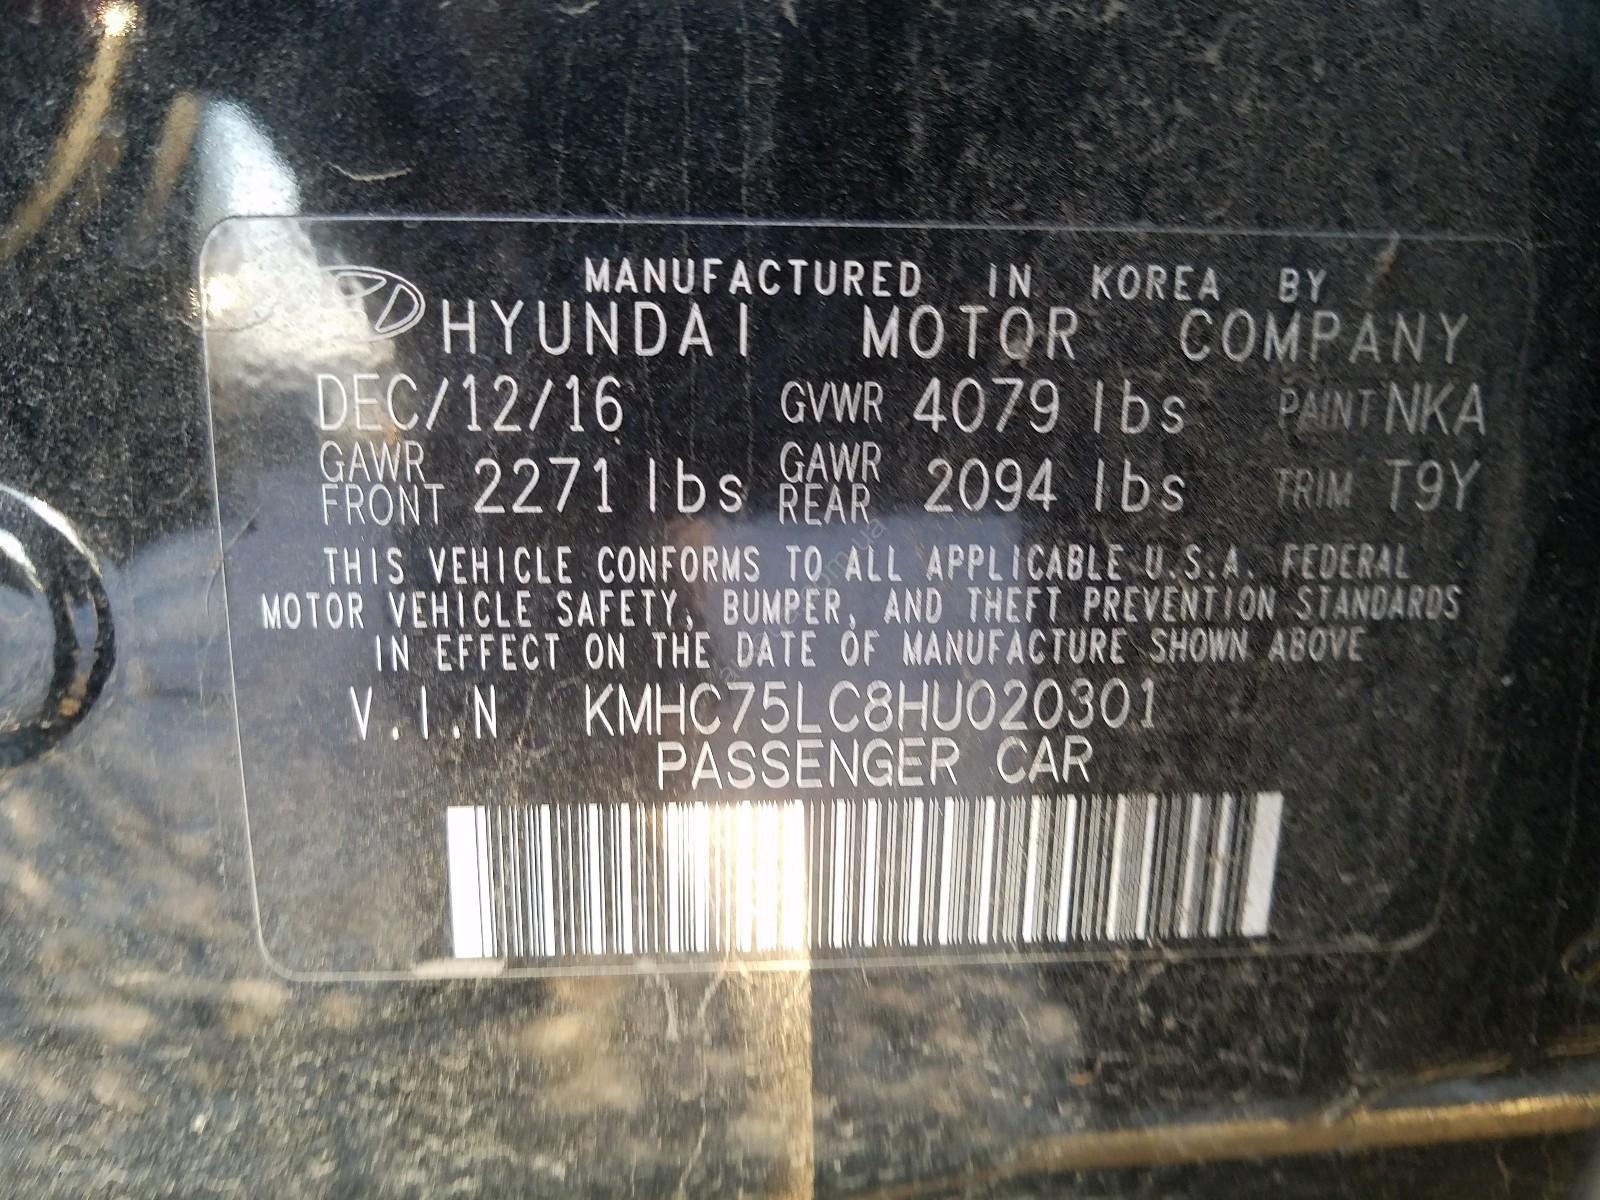 MANUFACTURED IN KOREA BY
HYUNDAI MOTOR COMPANY
DEC/12/16 GVWR 4079 lbs PAINT NKA
GAWR FRONT 2271 lbs GAWR REAR 2094 lbs TRIM T9Y
THIS VEHICLE CONFORMS TO ALL APPLICABLE U.S.A. FEDERAL
MOTOR VEHICLE SAFETY, BUMPER, AND THEFT PREVENTION STANDARDS
IN EFFECT ON THE DATE OF MANUFACTURE SHOWN ABOVE
V.I.N KMHC75LC8HU020301
PASSENGER CAR